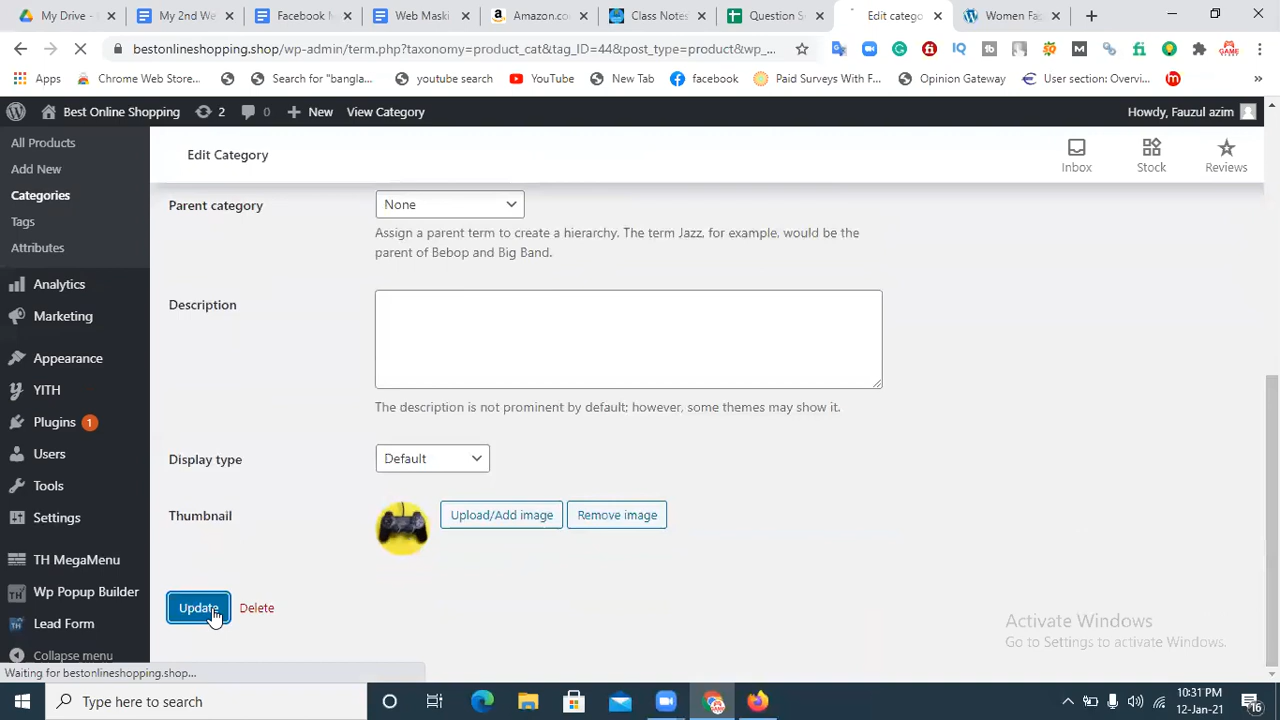 My Drive -
My 2nd We
Facebook
Web Maski
Amazon.co
Class Notes
Question S
Edit catego
Women Fas
bestonlineshopping.shop/wp-admin/term.php?taxonomy=product_cat&tag_ID=44&post_type=product&wp_...
Apps
Chrome Web Store...
Search for "bangla...
youtube search
YouTube
New Tab
facebook
Paid Surveys With F...
Opinion Gateway
User section: Overvi...
»
Best Online Shopping
2
0
New
View Category
Howdy, Fauzul azim
All Products
Add New
Categories
Tags
Attributes
Analytics
Marketing
Appearance
YITH
Plugins 1
Users
Tools
Settings
TH MegaMenu
Wp Popup Builder
Lead Form
Collapse menu
Edit Category
Inbox
Stock
Reviews
Parent category
None
Assign a parent term to create a hierarchy. The term Jazz, for example, would be the
parent of Bebop and Big Band.
Description
The description is not prominent by default; however, some themes may show it.
Display type
Default
Thumbnail
Upload/Add image
Remove image
Update
Delete
Activate Windows
Go to Settings to activate Windows.
Waiting for bestonlineshopping.shop...
Type here to search
10:31 PM
12-Jan-21
16